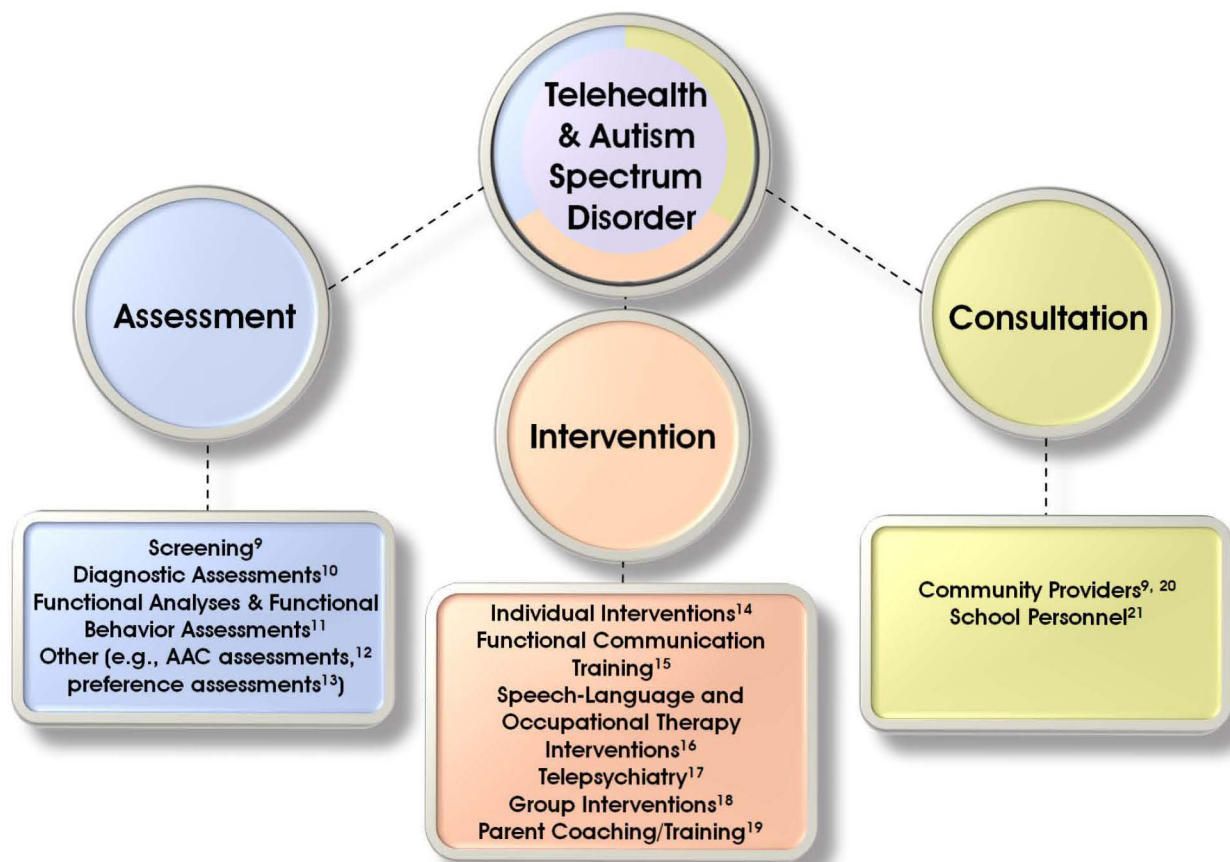 Telehealth
& Autism
Spectrum
Disorder
Assessment
Consultation
Intervention
Screening⁹
Diagnostic Assessments¹⁰
Functional Analyses & Functional
Behavior Assessments¹¹
Other (e.g., AAC assessments,¹²
preference assessments¹³)
Individual Interventions¹⁴
Functional Communication
Training¹⁵
Speech-Language and
Occupational Therapy
Interventions¹⁶
Telepsychiatry¹⁷
Group Interventions¹⁸
Parent Coaching/Training¹⁹
Community Providers⁹, ²⁰
School Personnel²¹